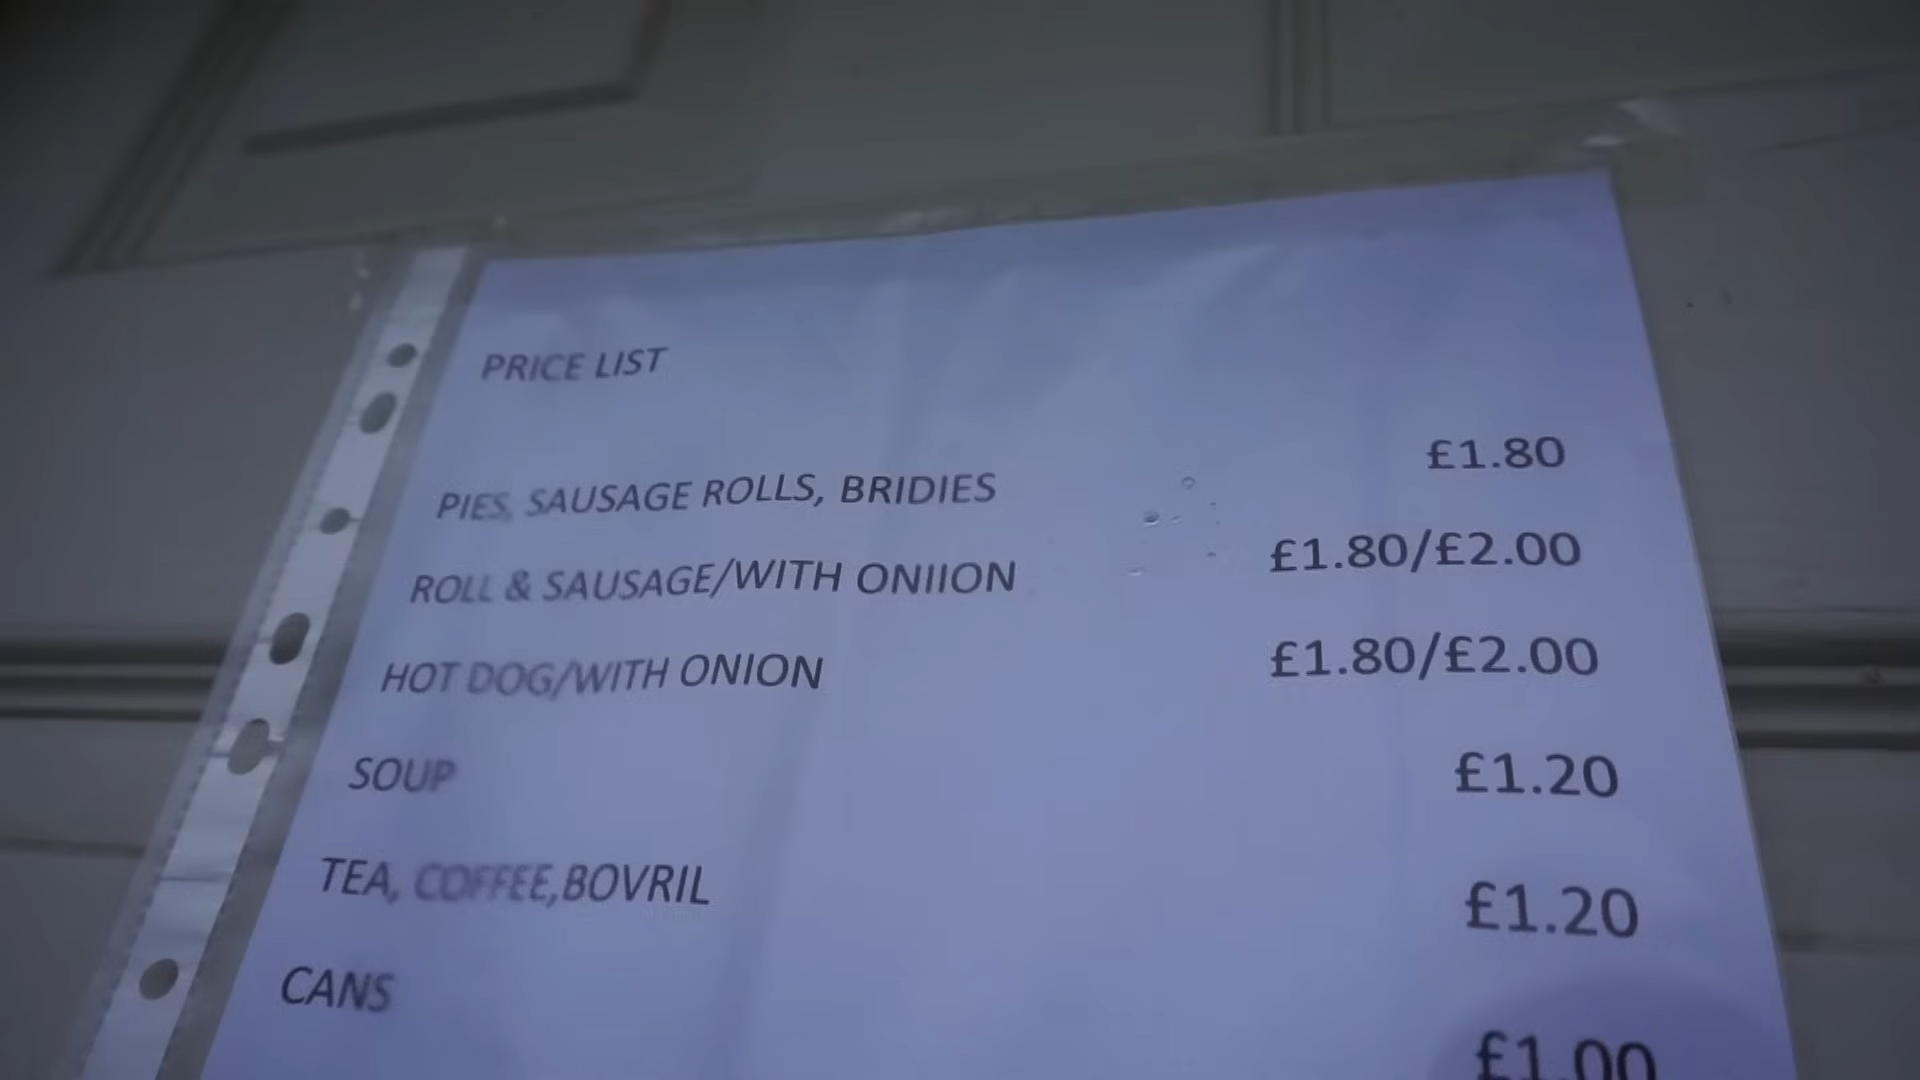 PRICE LIST
PIES, SAUSAGE ROLLS, BRIDIES £1.80
ROLL & SAUSAGE/WITH ONIION £1.80/£2.00
HOT DOG/WITH ONION £1.80/£2.00
SOUP £1.20
TEA, COFFEE,BOVRIL £1.20
CANS £1.00